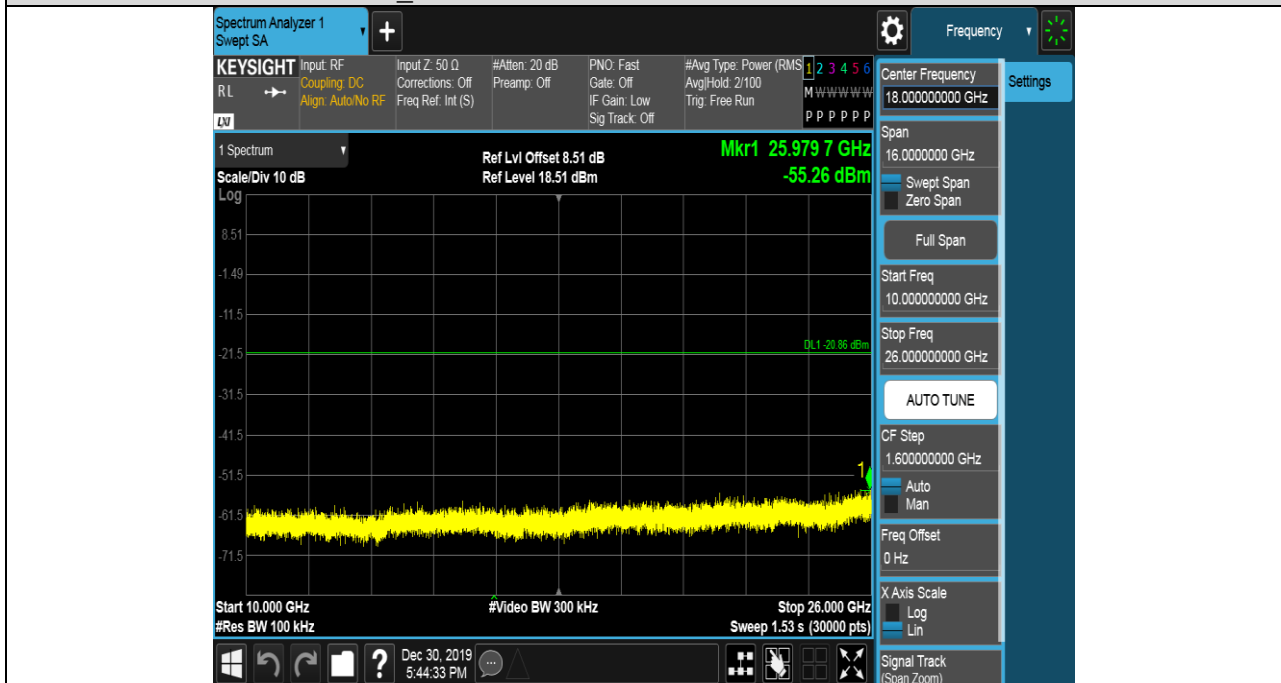 Spectrum Analyzer 1
Swept SA
+
Frequency
KEYSIGHT
RL
LXI
Input: RF
Coupling: DC
Align: Auto/No RF
Input Z: 50 Ω
Corrections: Off
Freq Ref: Int (S)
#Atten: 20 dB
Preamp: Off
PNO: Fast
Gate: Off
IF Gain: Low
Sig Track: Off
#Avg Type: Power (RMS
Avg|Hold: 2/100
Trig: Free Run
1 2 3 4 5 6
M W W W W W
P P P P P P
1 Spectrum
Scale/Div 10 dB
Ref Lvl Offset 8.51 dB
Ref Level 18.51 dBm
Mkr1 25.979 7 GHz
-55.26 dBm
Log
8.51
-1.49
-11.5
-21.5
-31.5
-41.5
-51.5
-61.5
-71.5
DL1 -20.86 dBm
1
Start 10.000 GHz
#Res BW 100 kHz
#Video BW 300 kHz
Stop 26.000 GHz
Sweep 1.53 s (30000 pts)
?
Dec 30, 2019
5:44:33 PM
Center Frequency
18.000000000 GHz
Span
16.0000000 GHz
Swept Span
Zero Span
Full Span
Start Freq
10.000000000 GHz
Stop Freq
26.000000000 GHz
AUTO TUNE
CF Step
1.600000000 GHz
Auto
Man
Freq Offset
0 Hz
X Axis Scale
Log
Lin
Signal Track
(Span Zoom)
Settings